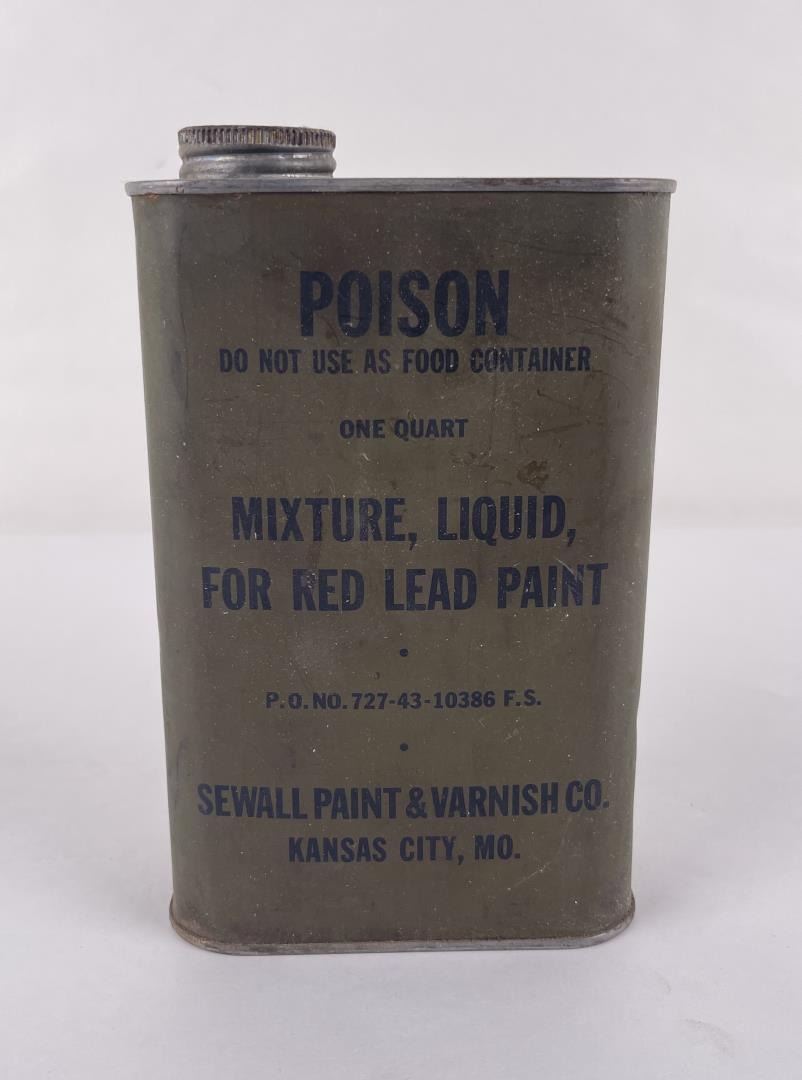 POISON
DO NOT USE AS FOOD CONTAINER
ONE QUART
MIXTURE, LIQUID,
FOR RED LEAD PAINT
•
P.O.NO.727-43-10386 F.S.
•
SEWALL PAINT & VARNISH CO.
KANSAS CITY, MO.